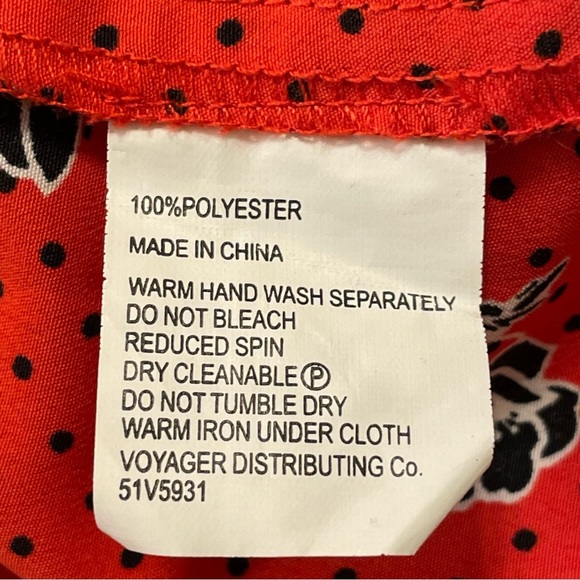 100%POLYESTER
MADE IN CHINA
WARM HAND WASH SEPARATELY
DO NOT BLEACH
REDUCED SPIN
DRY CLEANABLE Ⓟ
DO NOT TUMBLE DRY
WARM IRON UNDER CLOTH
VOYAGER DISTRIBUTING Co.
51V5931